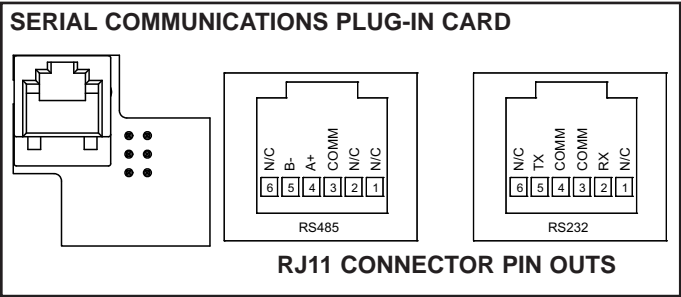 SERIAL COMMUNICATIONS PLUG-IN CARD
N/C B- A+ COMM N/C N/C
6 5 4 3 2 1
RS485
N/C TX COMM COMM RX N/C
6 5 4 3 2 1
RS232
RJ11 CONNECTOR PIN OUTS